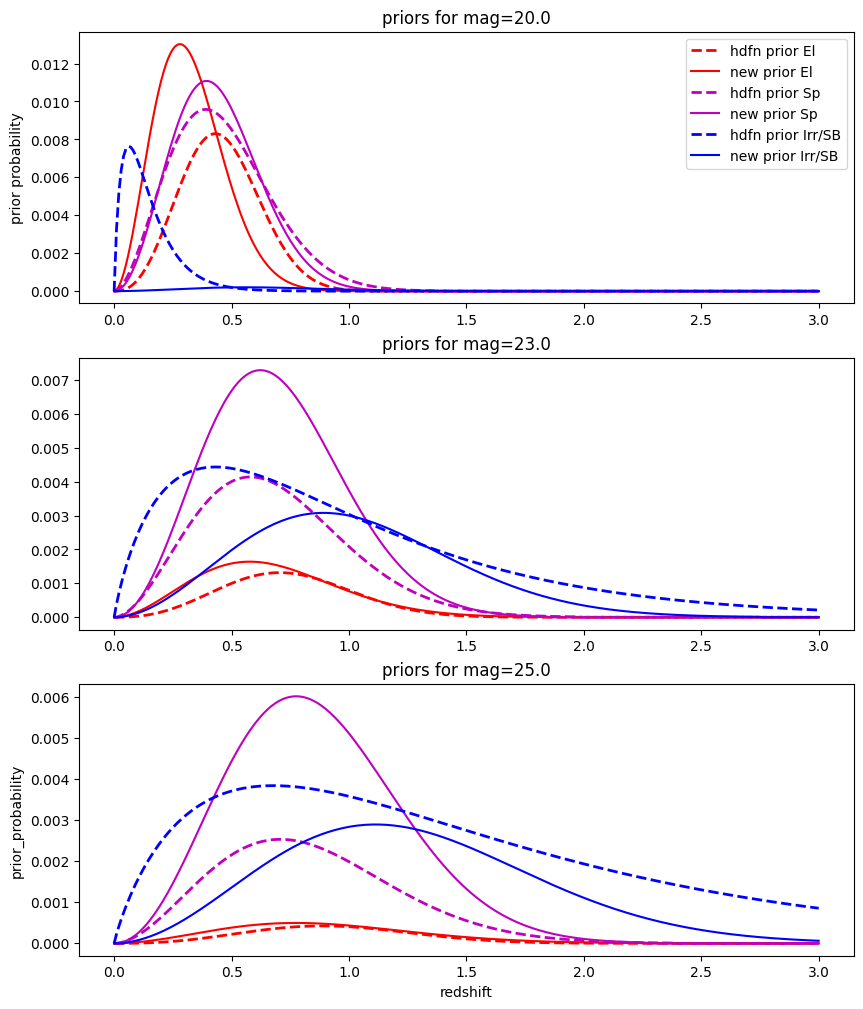 priors for mag=20.0
prior probability
0.012
0.010
0.008
0.006
0.004
0.002
0.000
hdfn prior El
new prior El
hdfn prior Sp
new prior Sp
hdfn prior Irr/SB
new prior Irr/SB
0.0 0.5 1.0 1.5 2.0 2.5 3.0
priors for mag=23.0
0.007
0.006
0.005
0.004
0.003
0.002
0.001
0.000
0.0 0.5 1.0 1.5 2.0 2.5 3.0
priors for mag=25.0
prior_probability
0.006
0.005
0.004
0.003
0.002
0.001
0.000
0.0 0.5 1.0 1.5 2.0 2.5 3.0
redshift